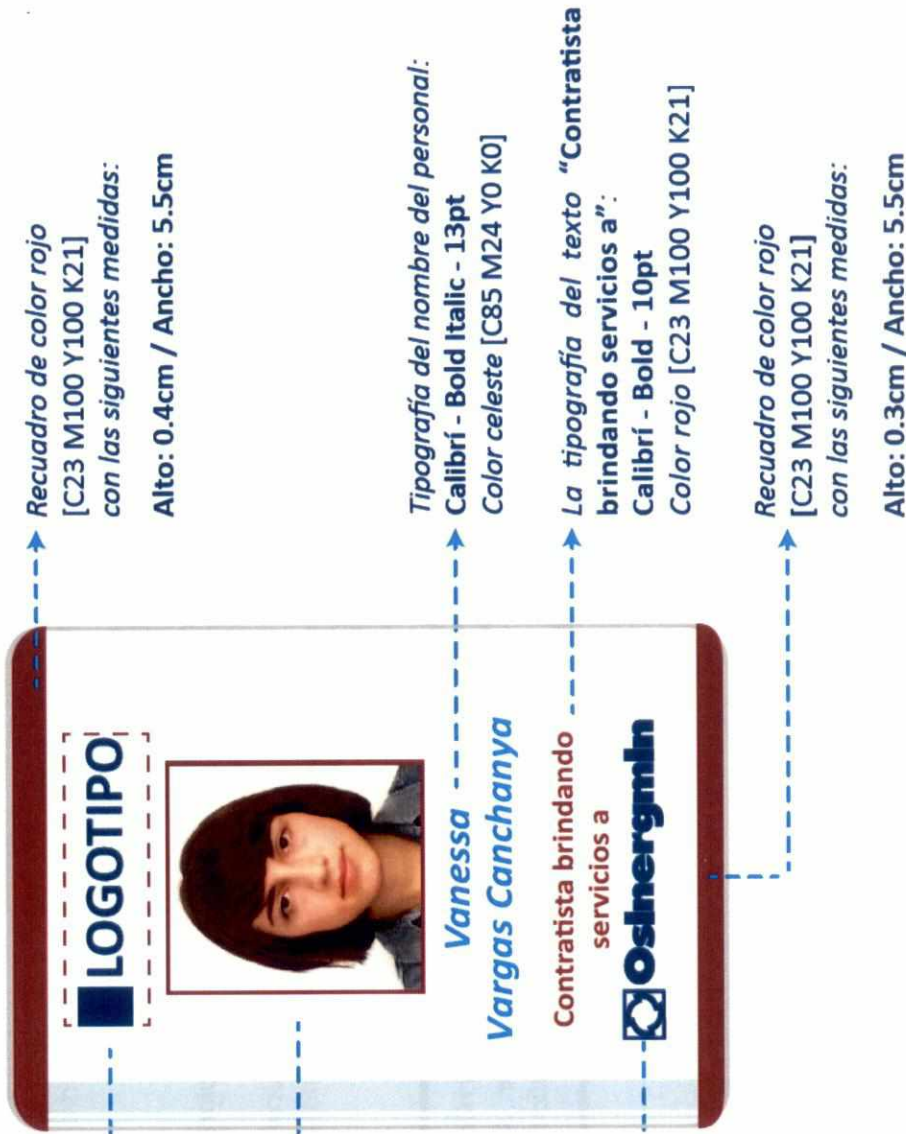 LOGOTIPO
Vanessa
Vargas Canchanya
Contratista brindando
servicios a
Osinergmin
Recuadro de color rojo
[C23 M100 Y100 K21]
con las siguientes medidas:
Alto: 0.4cm / Ancho: 5.5cm
Tipografía del nombre del personal:
Calibrí - Bold Italic - 13pt
Color celeste [C85 M24 Y0 K0]
La tipografía del texto "Contratista
brindando servicios a":
Calibrí - Bold - 10pt
Color rojo [C23 M100 Y100 K21]
Recuadro de color rojo
[C23 M100 Y100 K21]
con las siguientes medidas:
Alto: 0.3cm / Ancho: 5.5cm